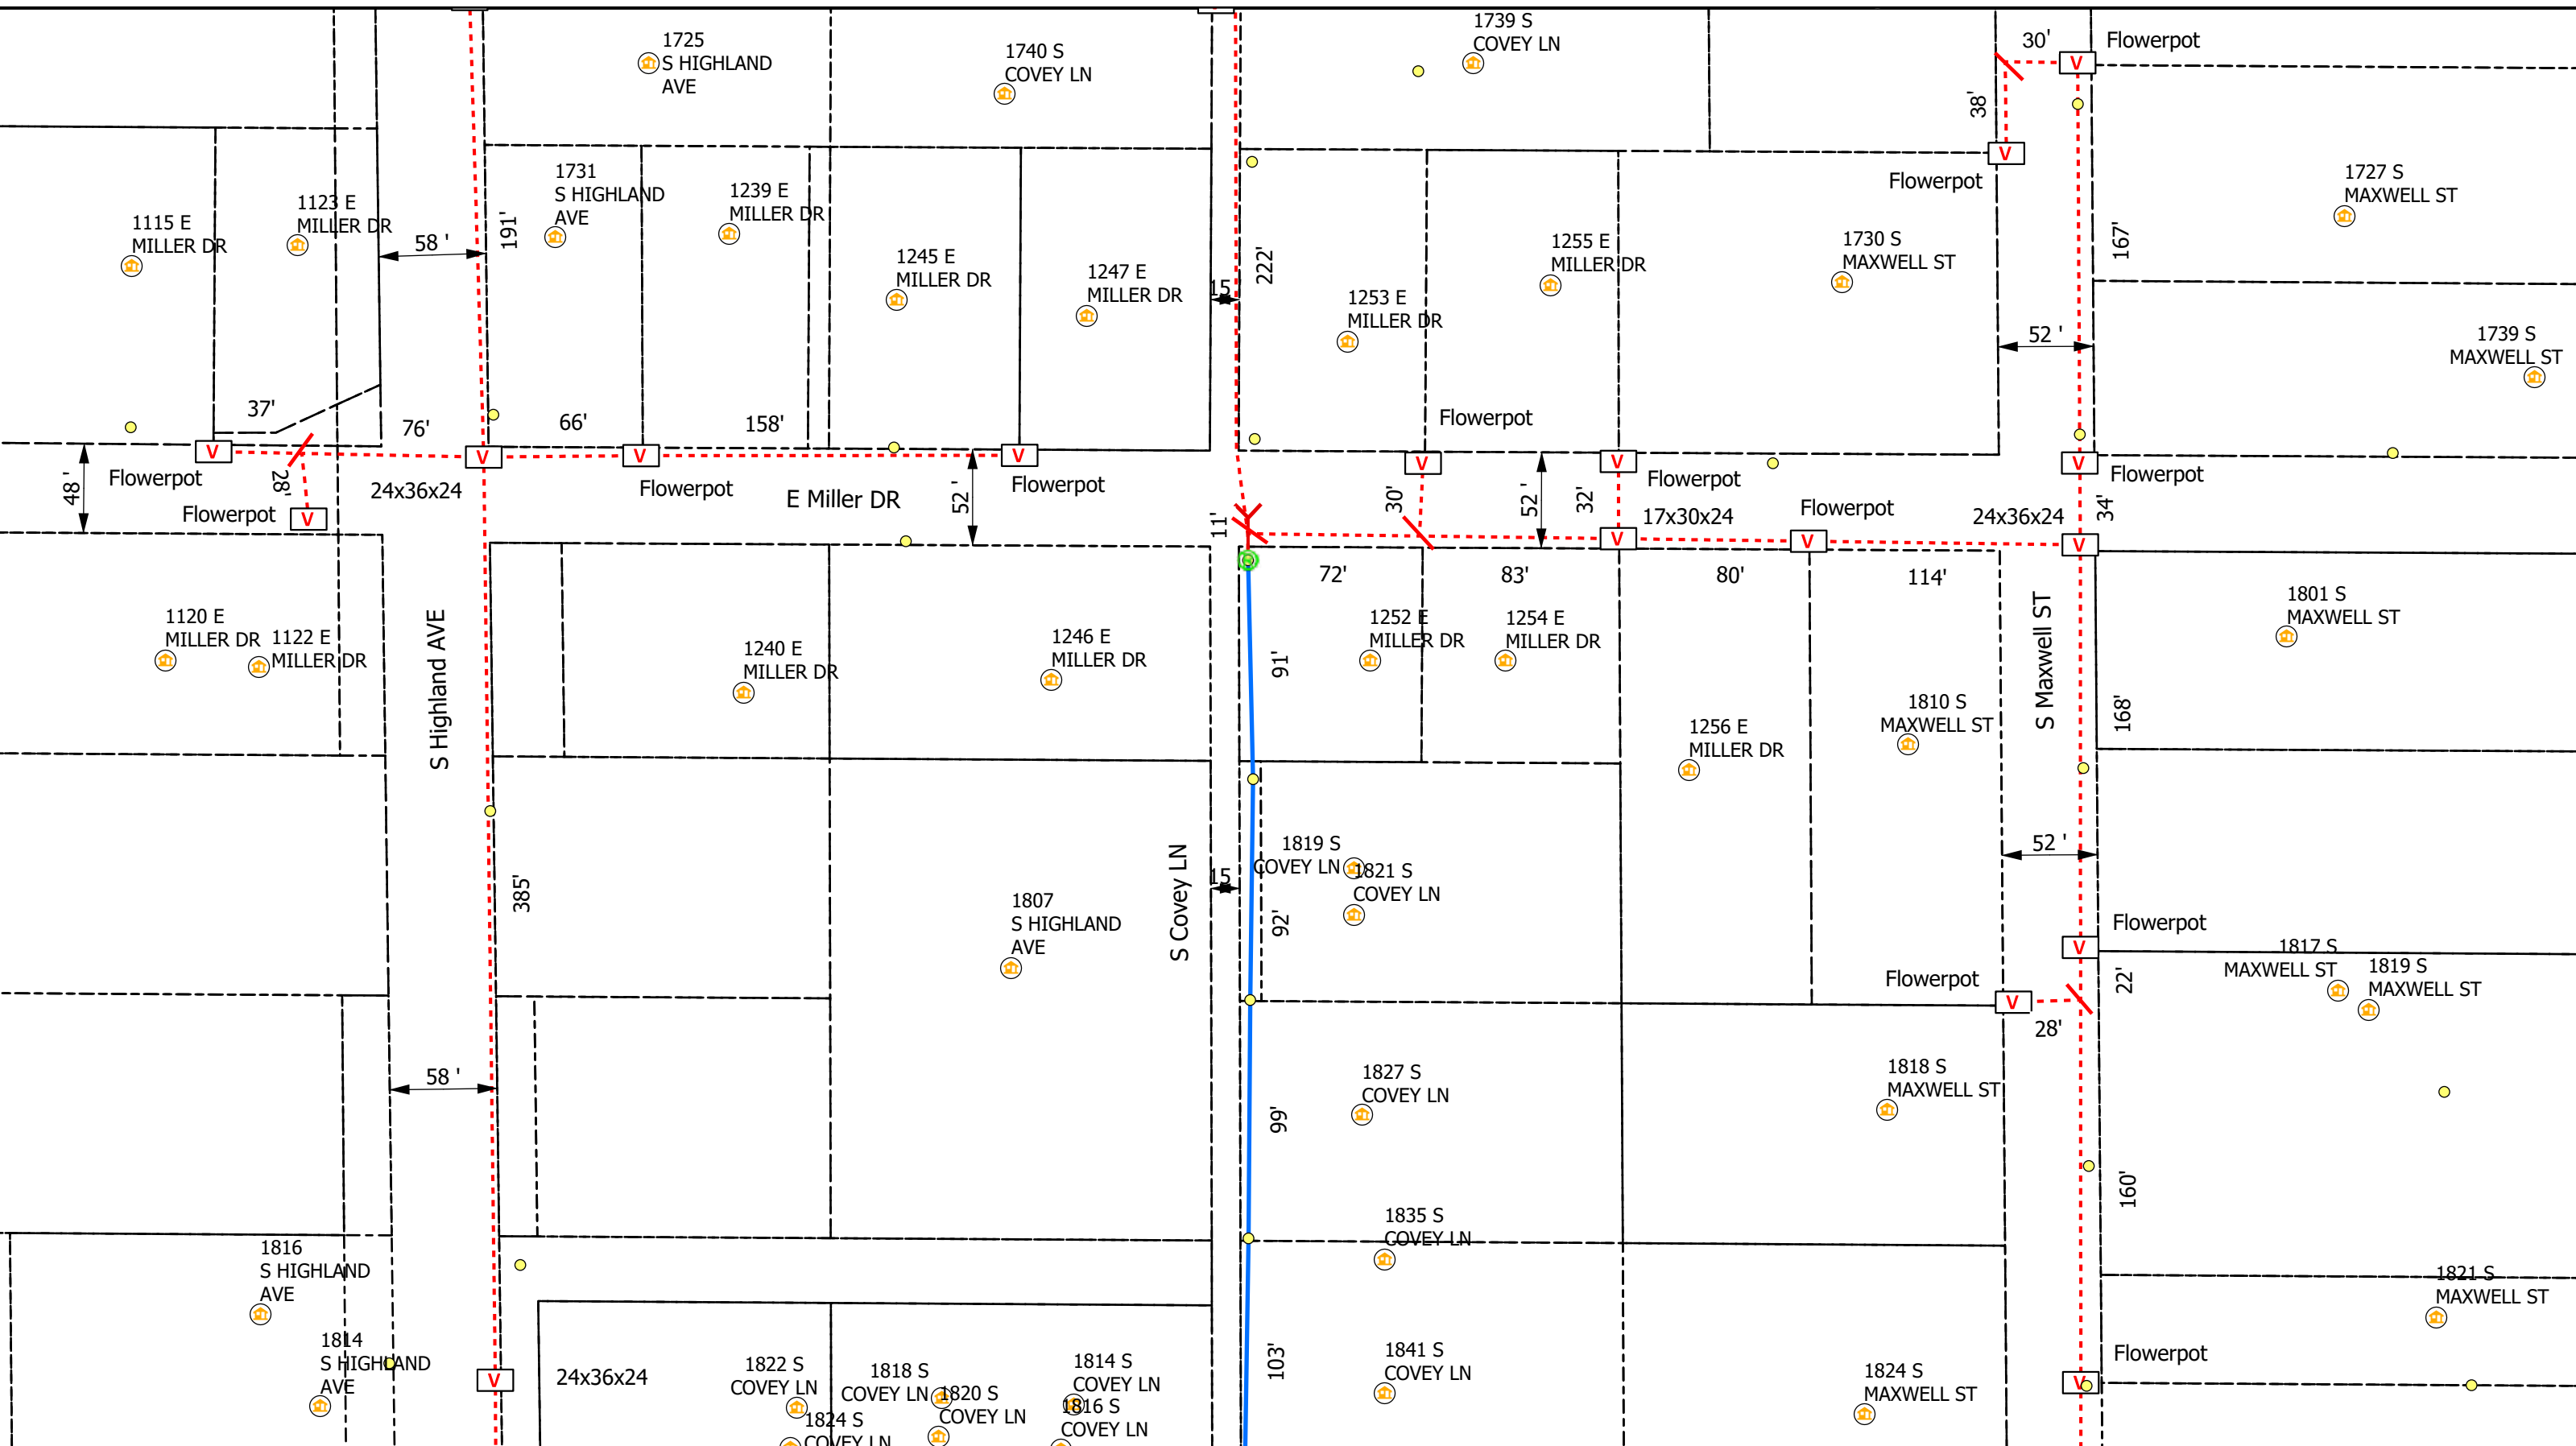 1725
S HIGHLAND
AVE
1740 S
COVEY LN
1739 S
COVEY LN
30'
V
Flowerpot
38'
V
Flowerpot
1115 E
MILLER DR
1123 E
MILLER DR
58 '
191'
1731
S HIGHLAND
AVE
1239 E
MILLER DR
1245 E
MILLER DR
1247 E
MILLER DR
15
222'
1253 E
MILLER DR
1255 E
MILLER DR
1730 S
MAXWELL ST
167'
1727 S
MAXWELL ST
52 '
1739 S
MAXWELL ST
37'
76'
66'
158'
Flowerpot
V
V
V
V
V
V
V
Flowerpot
48 '
28'
24x36x24
Flowerpot
V
Flowerpot
E Miller DR
52 '
Flowerpot
11'
30'
52 '
32'
Flowerpot
17x30x24
V
Flowerpot
V
24x36x24
V
34'
Flowerpot
72'
83'
80'
114'
1120 E
MILLER DR
1122 E
MILLER DR
S Highland AVE
1240 E
MILLER DR
1246 E
MILLER DR
91'
1252 E
MILLER DR
1254 E
MILLER DR
1256 E
MILLER DR
1810 S
MAXWELL ST
S Maxwell ST
168'
1801 S
MAXWELL ST
385'
1807
S HIGHLAND
AVE
S Covey LN
15
92'
1819 S
COVEY LN
1821 S
COVEY LN
52 '
Flowerpot
V
Flowerpot
V
28'
22'
1817 S
MAXWELL ST
1819 S
MAXWELL ST
58 '
99'
1827 S
COVEY LN
1818 S
MAXWELL ST
160'
1835 S
COVEY LN
1816
S HIGHLAND
AVE
1814
S HIGHLAND
AVE
V
24x36x24
1822 S
COVEY LN
1824 S
COVEY LN
1818 S
COVEY LN
1820 S
COVEY LN
1814 S
COVEY LN
1816 S
COVEY LN
103'
1841 S
COVEY LN
1824 S
MAXWELL ST
Flowerpot
V
1821 S
MAXWELL ST